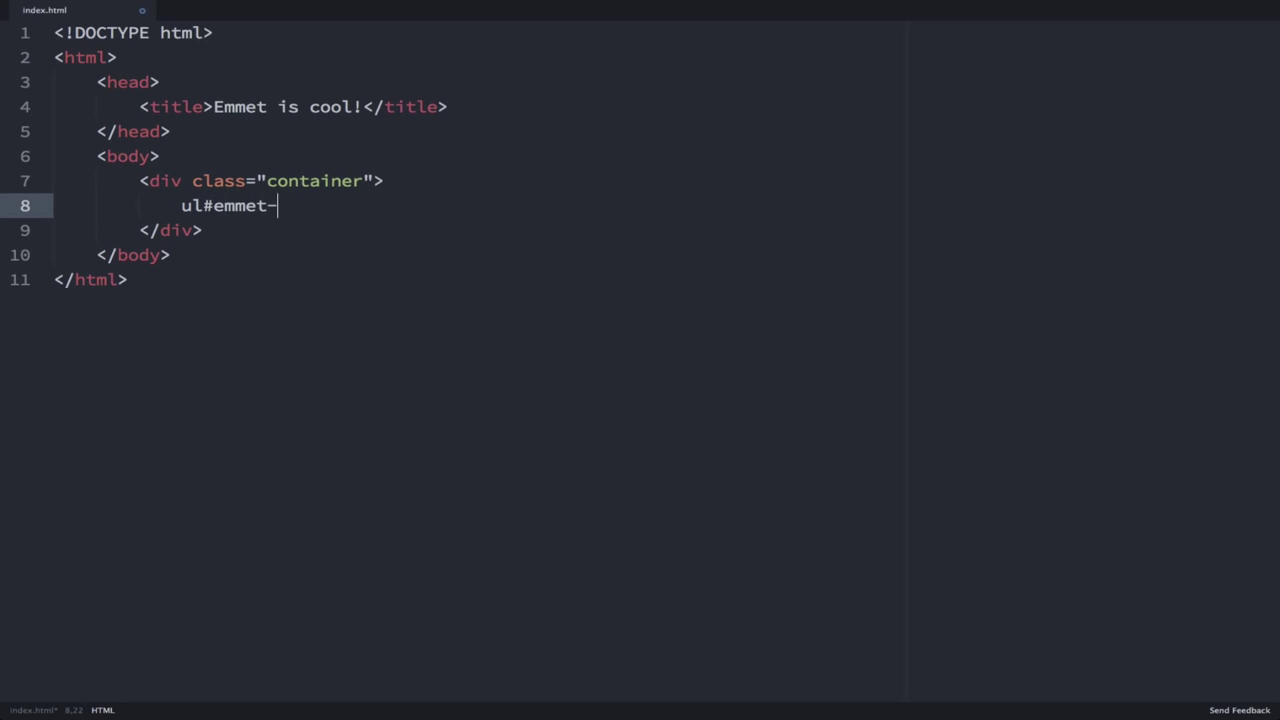 index.html
1 <!DOCTYPE html>
2 <html>
3 <head>
4 <title>Emmet is cool!</title>
5 </head>
6 <body>
7 <div class="container">
8 ul#emmet-
9 </div>
10 </body>
11 </html>
index.html* 8,22 HTML Send Feedback